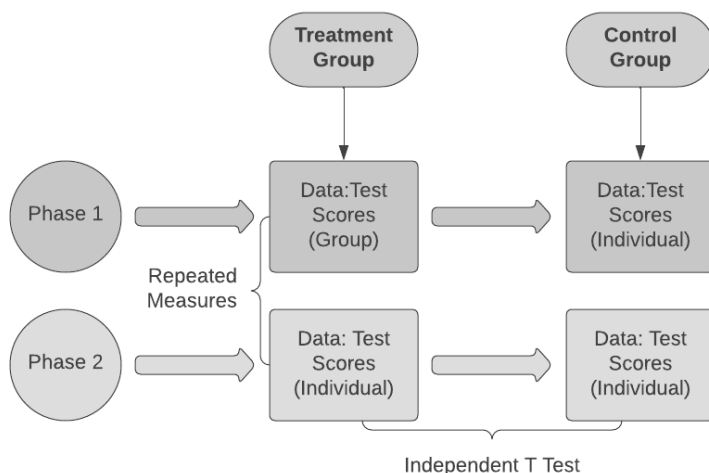 Treatment
Group
Control
Group
Phase 1
Data:Test
Scores
(Group)
Data:Test
Scores
(Individual)
Repeated
Measures
Phase 2
Data: Test
Scores
(Individual)
Data: Test
Scores
(Individual)
Independent T Test